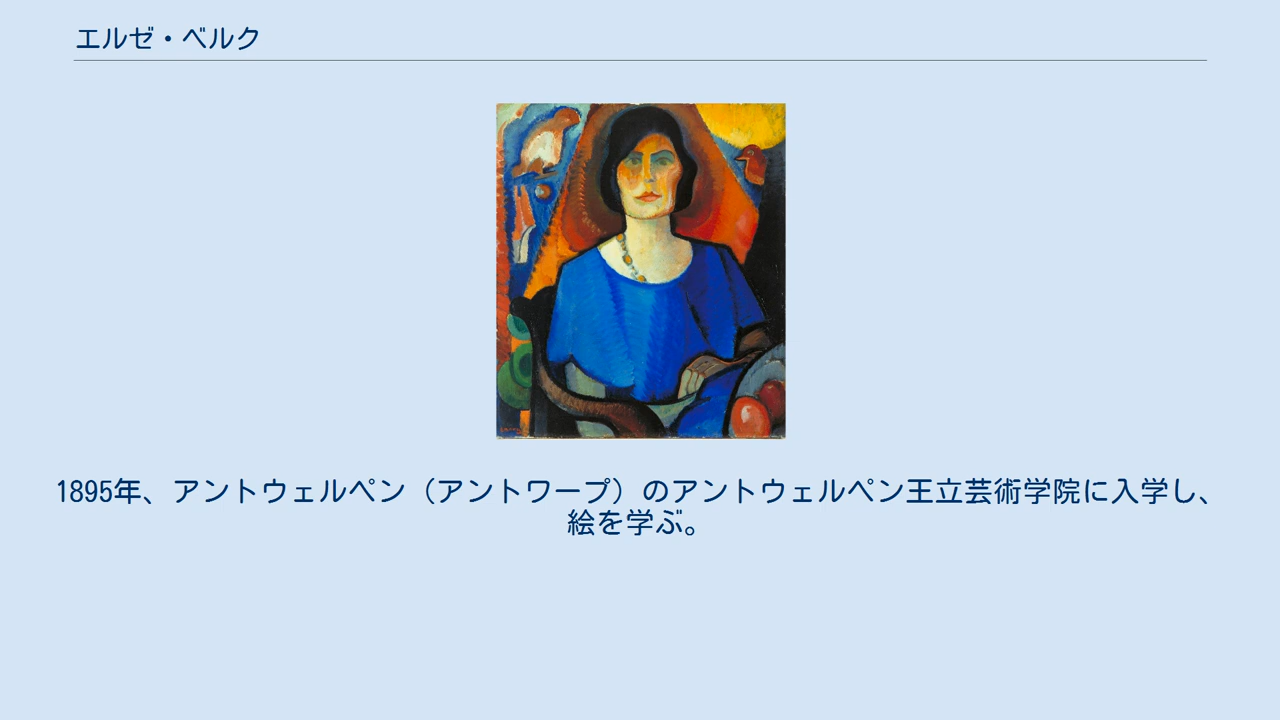 エルゼ・ベルク
1895年、アントウェルペン（アントワープ）のアントウェルペン王立芸術学院に入学し、
絵を学ぶ。